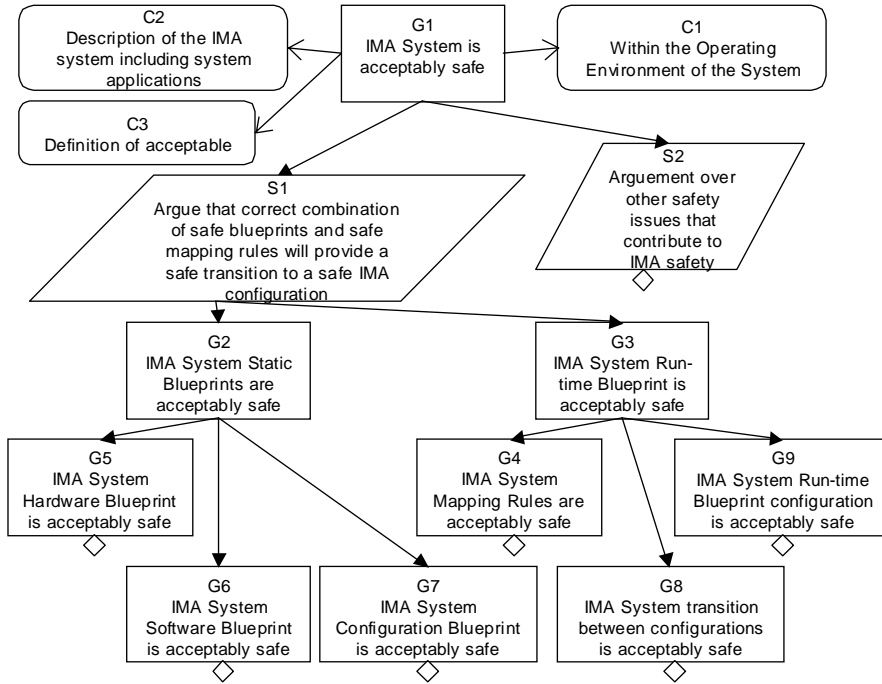 C2
Description of the IMA
system including system
applications
G1
IMA System is
acceptably safe
C1
Within the Operating
Environment of the System
C3
Definition of acceptable
S1
Argue that correct combination
of safe blueprints and safe
mapping rules will provide a
safe transition to a safe IMA
configuration
S2
Arguement over
other safety
issues that
contribute to
IMA safety
G2
IMA System Static
Blueprints are
acceptably safe
G3
IMA System Run-
time Blueprint is
acceptably safe
G5
IMA System
Hardware Blueprint
is acceptably safe
G4
IMA System
Mapping Rules are
acceptably safe
G9
IMA System Run-time
Blueprint configuration
is acceptably safe
G6
IMA System
Software Blueprint
is acceptably safe
G7
IMA System
Configuration Blueprint
is acceptably safe
G8
IMA System transition
between configurations
is acceptably safe